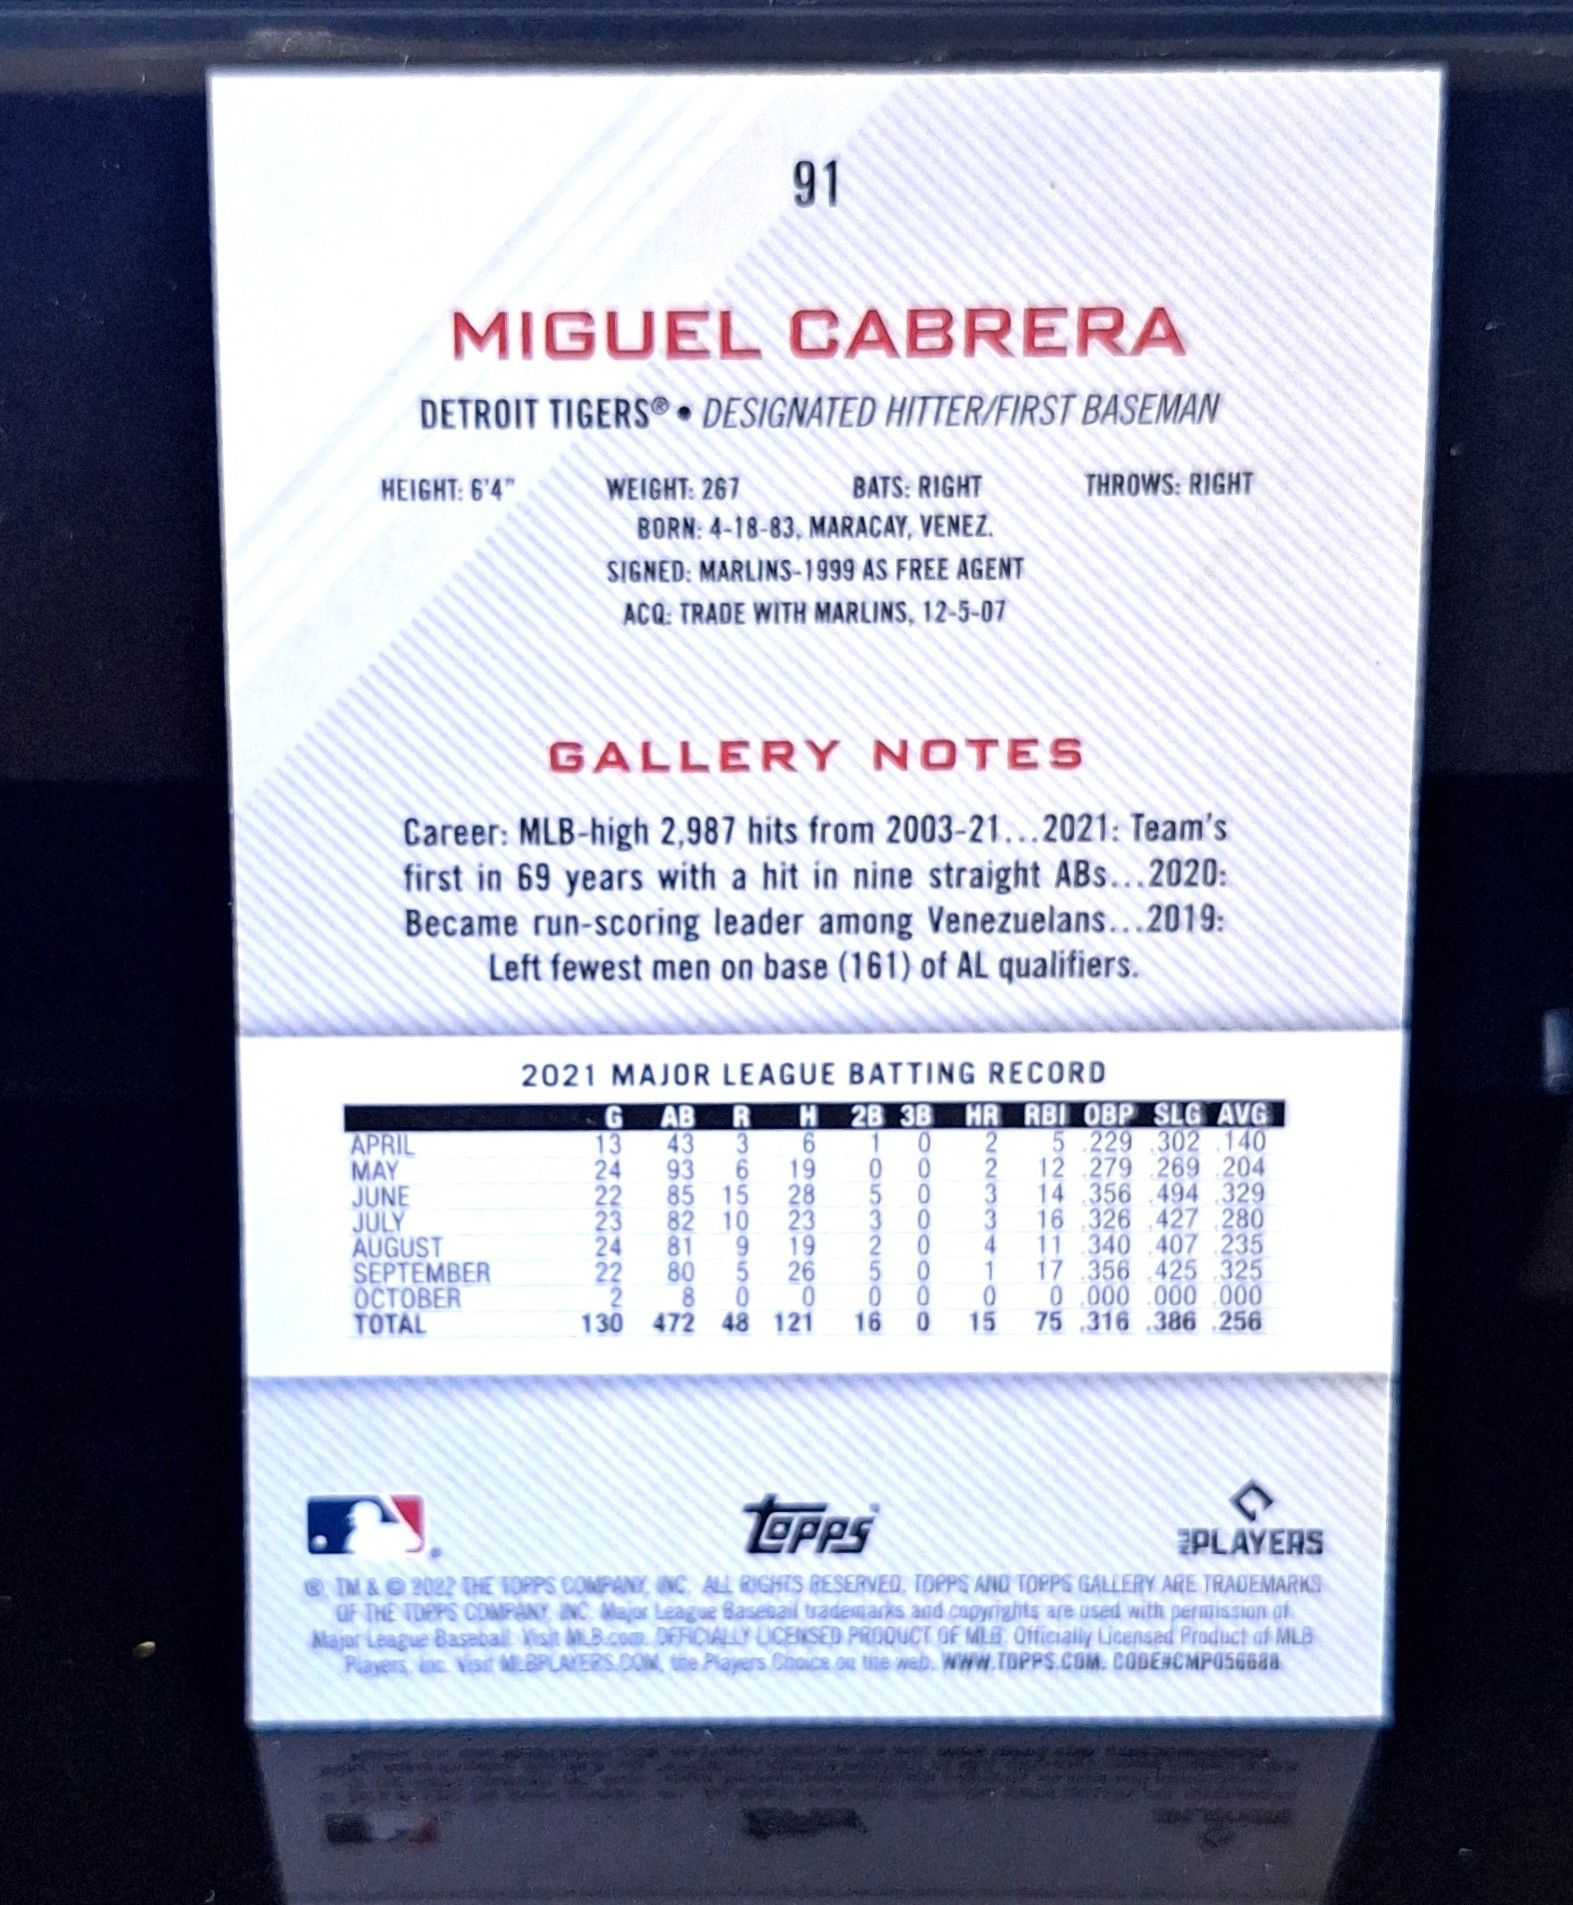 91
MIGUEL CABRERA
DETROIT TIGERS® • DESIGNATED HITTER/FIRST BASEMAN
HEIGHT: 6'4" WEIGHT: 267 BATS: RIGHT THROWS: RIGHT
BORN: 4-18-83, MARACAY, VENEZ.
SIGNED: MARLINS-1999 AS FREE AGENT
ACQ: TRADE WITH MARLINS, 12-5-07
GALLERY NOTES
Career: MLB-high 2,987 hits from 2003-21...2021: Team's
first in 69 years with a hit in nine straight ABs...2020:
Became run-scoring leader among Venezuelans...2019:
Left fewest men on base (161) of AL qualifiers.
2021 MAJOR LEAGUE BATTING RECORD
G AB R H 2B 3B HR RBI OBP SLG AVG
APRIL 13 43 3 6 1 0 2 5 .229 .302 .140
MAY 24 93 6 19 0 0 2 12 .279 .269 .204
JUNE 22 85 15 28 5 0 3 14 .356 .494 .329
JULY 23 82 10 23 3 0 3 16 .326 .427 .280
AUGUST 24 81 9 19 2 0 4 11 .340 .407 .235
SEPTEMBER 22 80 5 26 5 0 1 17 .356 .425 .325
OCTOBER 2 8 0 0 0 0 0 0 .000 .000 .000
TOTAL 130 472 48 121 16 0 15 75 .316 .386 .256
topps
PLAYERS
®, TM & © 2022 THE TOPPS COMPANY, INC. ALL RIGHTS RESERVED. TOPPS AND TOPPS GALLERY ARE TRADEMARKS
OF THE TOPPS COMPANY, INC. Major League Baseball trademarks and copyrights are used with permission of
Major League Baseball. Visit MLB.com. OFFICIALLY LICENSED PRODUCT OF MLB. Officially Licensed Product of MLB
Players, Inc. Visit MLBPLAYERS.COM, the Players Choice on the web. WWW.TOPPS.COM. CODE#CMP056688